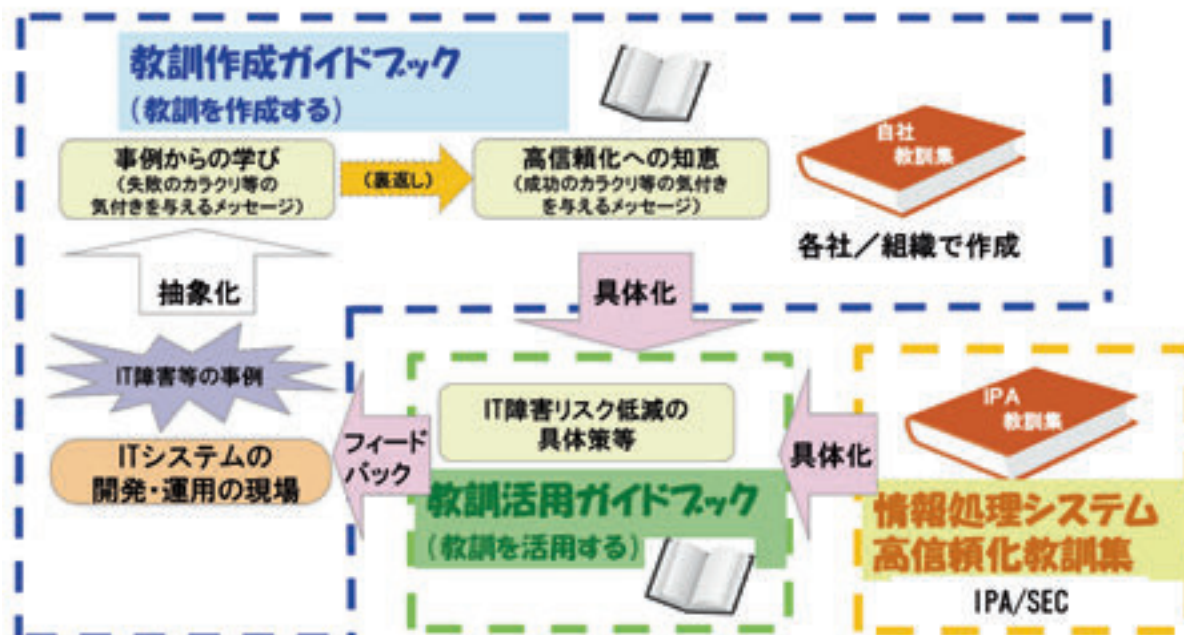 教訓作成ガイドブック
(教訓を作成する)
事例からの学び
(失敗のカラクリ等の
気付きを与えるメッセージ)
(裏返し)
高信頼化への知恵
(成功のカラクリ等の気付き
を与えるメッセージ)
自社
教訓集
各社／組織で作成
抽象化
具体化
IT障害等の事例
ITシステムの
開発・運用の現場
フィード
バック
IT障害リスク低減の
具体策等
教訓活用ガイドブック
(教訓を活用する)
具体化
IPA
教訓集
情報処理システム
高信頼化教訓集
IPA/SEC